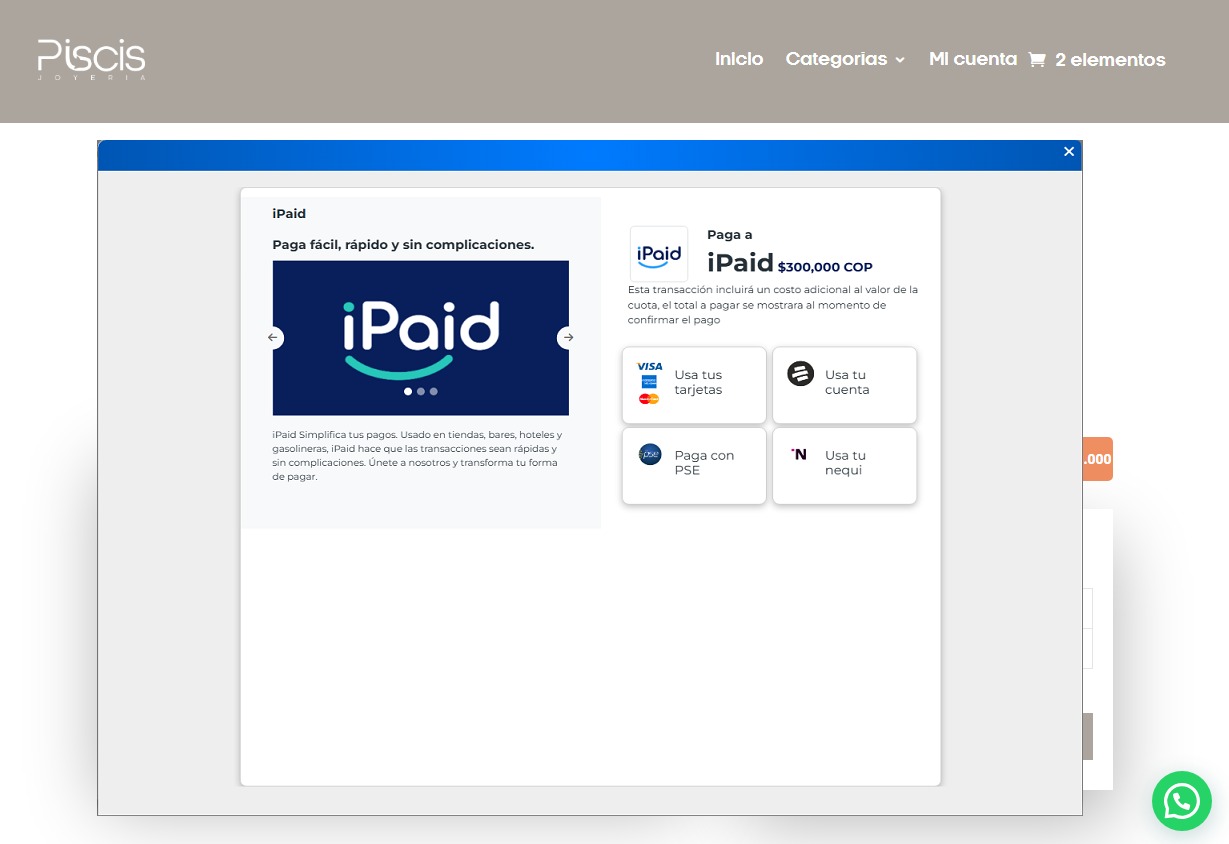 Piscis
JOYERIA
Inicio
Categorías
Mi cuenta
2 elementos
iPaid
Paga fácil, rápido y sin complicaciones.
iPaid
iPaid Simplifica tus pagos. Usado en tiendas, bares, hoteles y
gasolineras, iPaid hace que las transacciones sean rápidas y
sin complicaciones. Únete a nosotros y transforma tu forma
de pagar.
iPaid
Paga a
iPaid $300,000 COP
Esta transacción incluirá un costo adicional al valor de la
cuota, el total a pagar se mostrara al momento de
confirmar el pago
VISA
Usa tus
tarjetas
Usa tu
cuenta
pse
Paga con
PSE
N
Usa tu
nequi
.000